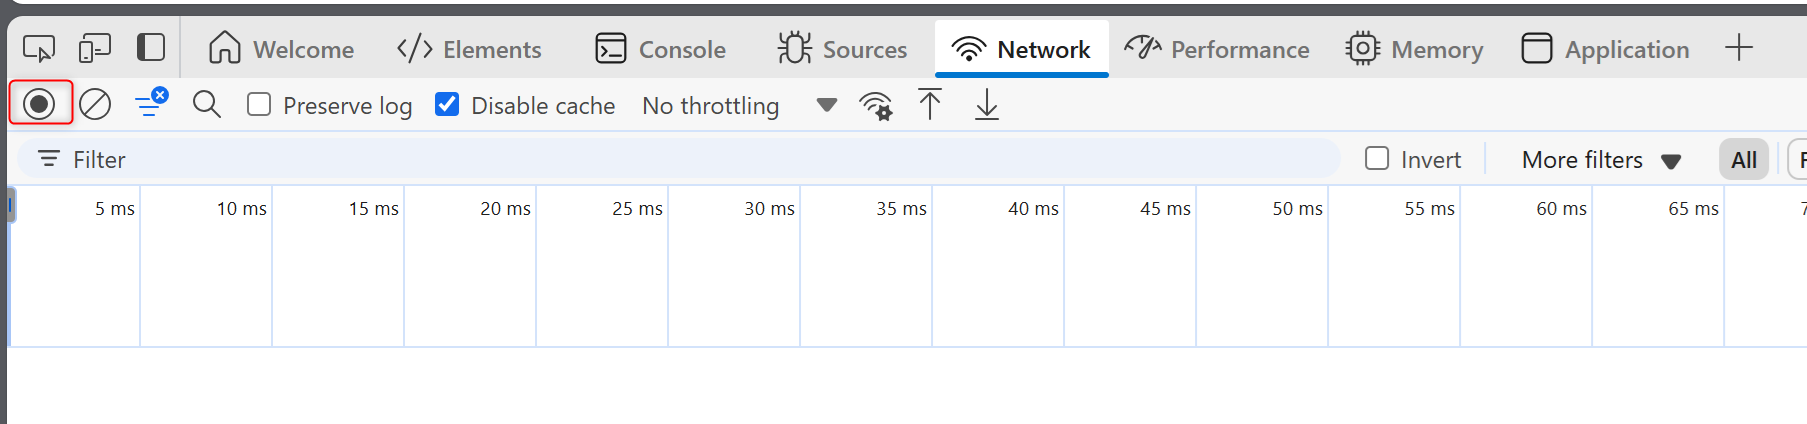 Welcome Elements Console Sources Network Performance Memory Application
Preserve log Disable cache No throttling
Filter Invert More filters All
5 ms 10 ms 15 ms 20 ms 25 ms 30 ms 35 ms 40 ms 45 ms 50 ms 55 ms 60 ms 65 ms